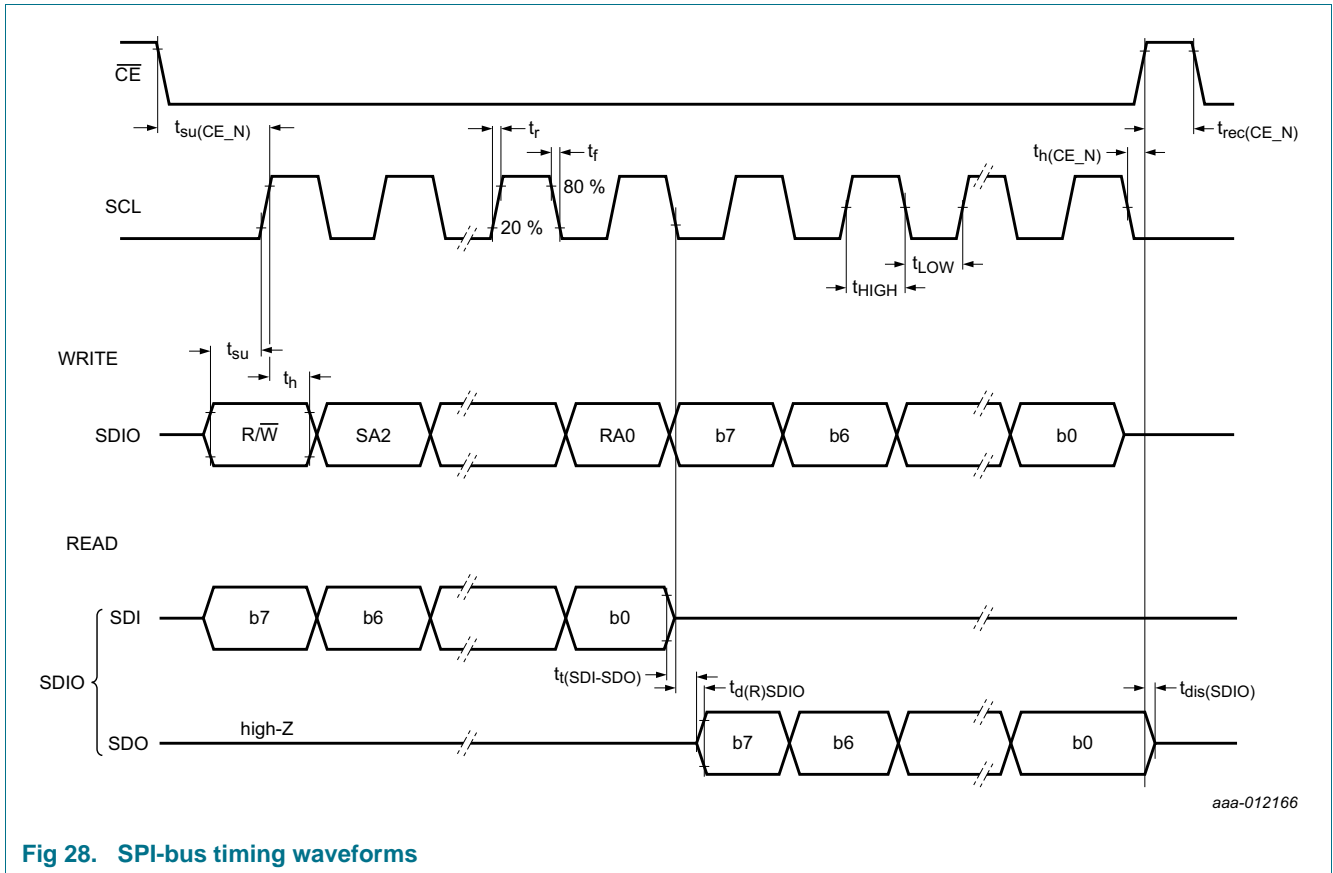 CE
tsu(CE_N)
tr
tf
th(CE_N)
trec(CE_N)
SCL
80 %
20 %
tLOW
tHIGH
WRITE
tsu
th
SDIO
R/W
SA2
RA0
b7
b6
b0
READ
SDI
b7
b6
b0
SDIO
tt(SDI-SDO)
td(R)SDIO
tdis(SDIO)
high-Z
SDO
b7
b6
b0
aaa-012166
Fig 28. SPI-bus timing waveforms